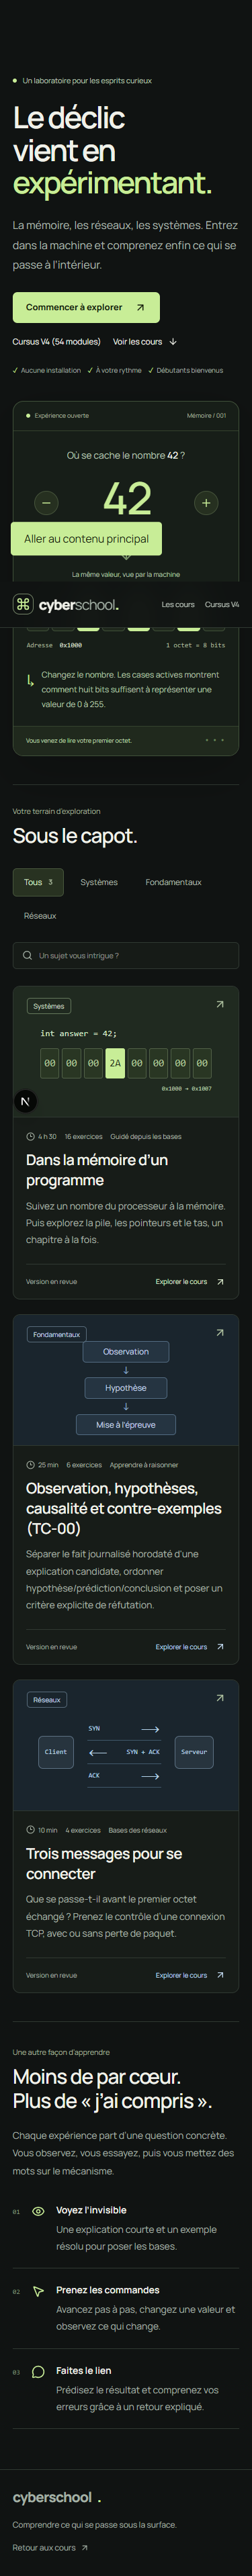 Un laboratoire pour les esprits curieux
Le déclic
vient en
expérimentant.
La mémoire, les réseaux, les systèmes. Entrez
dans la machine et comprenez enfin ce qui se
passe à l'intérieur.
Commencer à explorer
Cursus V4 (54 modules) Voir les cours
Aucune installation À votre rythme Débutants bienvenus
Expérience ouverte Mémoire / 001
Où se cache le nombre 42 ?
− 42 +
Aller au contenu principal
La même valeur, vue par la machine
cyberschool. Les cours Cursus V4
Adresse 0x1000 1 octet = 8 bits
Changez le nombre. Les cases actives montrent
comment huit bits suffisent à représenter une
valeur de 0 à 255.
Vous venez de lire votre premier octet.
Votre terrain d'exploration
Sous le capot.
Tous 3 Systèmes Fondamentaux
Réseaux
Un sujet vous intrigue ?
Systèmes
int answer = 42;
00 00 00 2A 00 00 00 00
0x1000 → 0x1007
N
4 h 30 16 exercices Guidé depuis les bases
Dans la mémoire d'un
programme
Suivez un nombre du processeur à la mémoire.
Puis explorez la pile, les pointeurs et le tas, un
chapitre à la fois.
Version en revue Explorer le cours
Fondamentaux
Observation
Hypothèse
Mise à l'épreuve
25 min 6 exercices Apprendre à raisonner
Observation, hypothèses,
causalité et contre-exemples
(TC-00)
Séparer le fait journalisé horodaté d'une
explication candidate, ordonner
hypothèse/prédiction/conclusion et poser un
critère explicite de réfutation.
Version en revue Explorer le cours
Réseaux
SYN
Client SYN + ACK Serveur
ACK
10 min 4 exercices Bases des réseaux
Trois messages pour se
connecter
Que se passe-t-il avant le premier octet
échangé ? Prenez le contrôle d'une connexion
TCP, avec ou sans perte de paquet.
Version en revue Explorer le cours
Une autre façon d'apprendre
Moins de par cœur.
Plus de « j'ai compris ».
Chaque expérience part d'une question concrète.
Vous observez, vous essayez, puis vous mettez des
mots sur le mécanisme.
01 Voyez l'invisible
Une explication courte et un exemple
résolu pour poser les bases.
02 Prenez les commandes
Avancez pas à pas, changez une valeur et
observez ce qui change.
03 Faites le lien
Prédisez le résultat et comprenez vos
erreurs grâce à un retour expliqué.
cyberschool .
Comprendre ce qui se passe sous la surface.
Retour aux cours